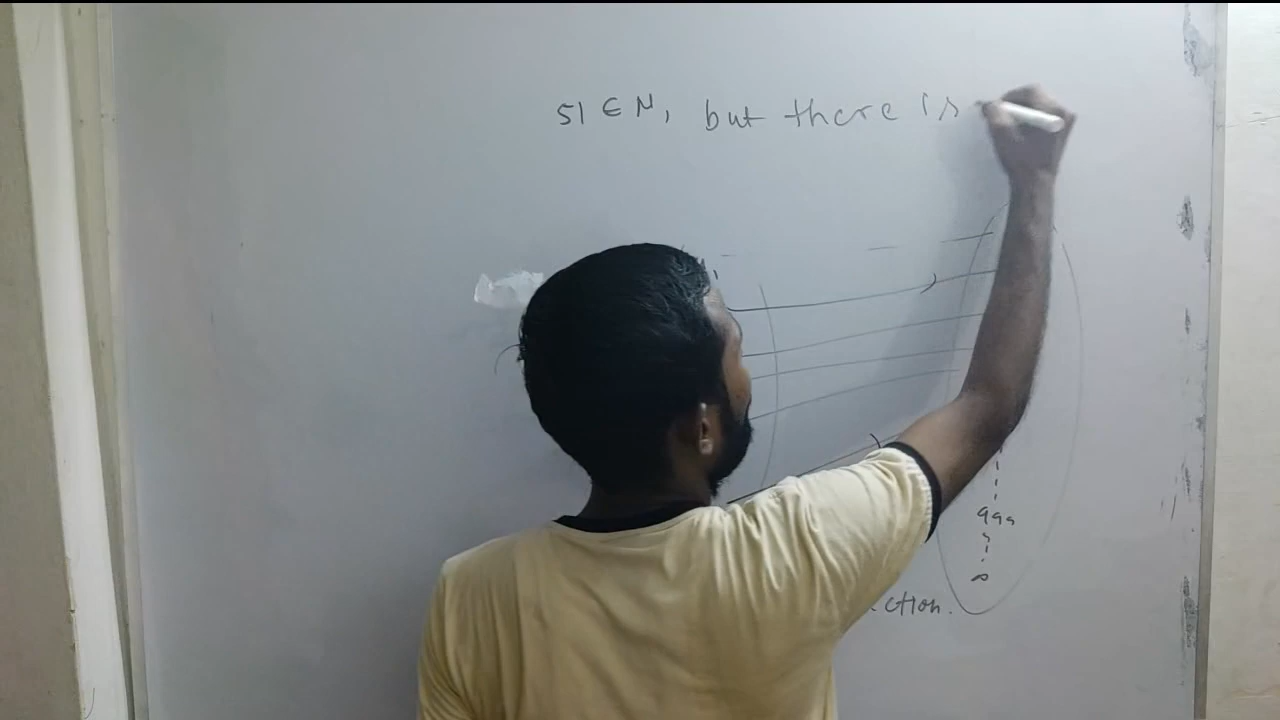 51 ∈ N, but there is
999
∞
ction.